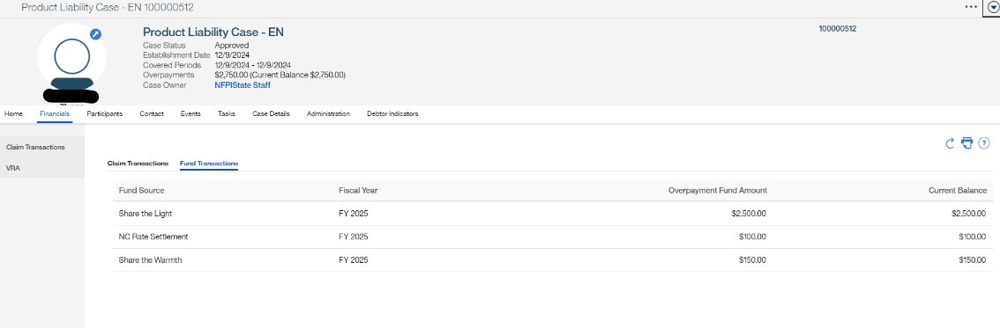 Product Liability Case - EN 100000512
Product Liability Case - EN
100000512
Case Status Approved
Establishment Date 12/9/2024
Covered Periods 12/9/2024 - 12/9/2024
Overpayments $2,750.00 (Current Balance $2,750.00)
Case Owner NFPIState Staff
Home Financials Participants Contact Events Tasks Case Details Administration Debtor Indicators
Claim Transactions
VRA
Claim Transactions Fund Transactions
Fund Source Fiscal Year Overpayment Fund Amount Current Balance
Share the Light FY 2025 $2,500.00 $2,500.00
NC Rate Settlement FY 2025 $100.00 $100.00
Share the Warmth FY 2025 $150.00 $150.00